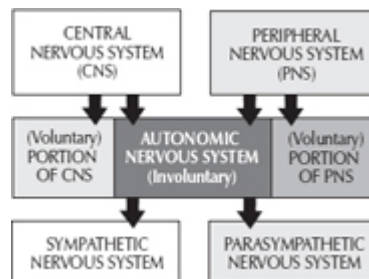 CENTRAL
NERVOUS SYSTEM
(CNS)
PERIPHERAL
NERVOUS SYSTEM
(PNS)
(Voluntary)
PORTION
OF CNS
AUTONOMIC
NERVOUS SYSTEM
(Involuntary)
(Voluntary)
PORTION
OF PNS
SYMPATHETIC
NERVOUS SYSTEM
PARASYMPATHETIC
NERVOUS SYSTEM